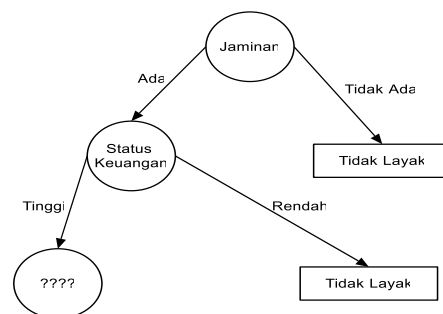 Jaminan
Ada
Tidak Ada
Status
Keuangan
Tidak Layak
Tinggi
Rendah
????
Tidak Layak